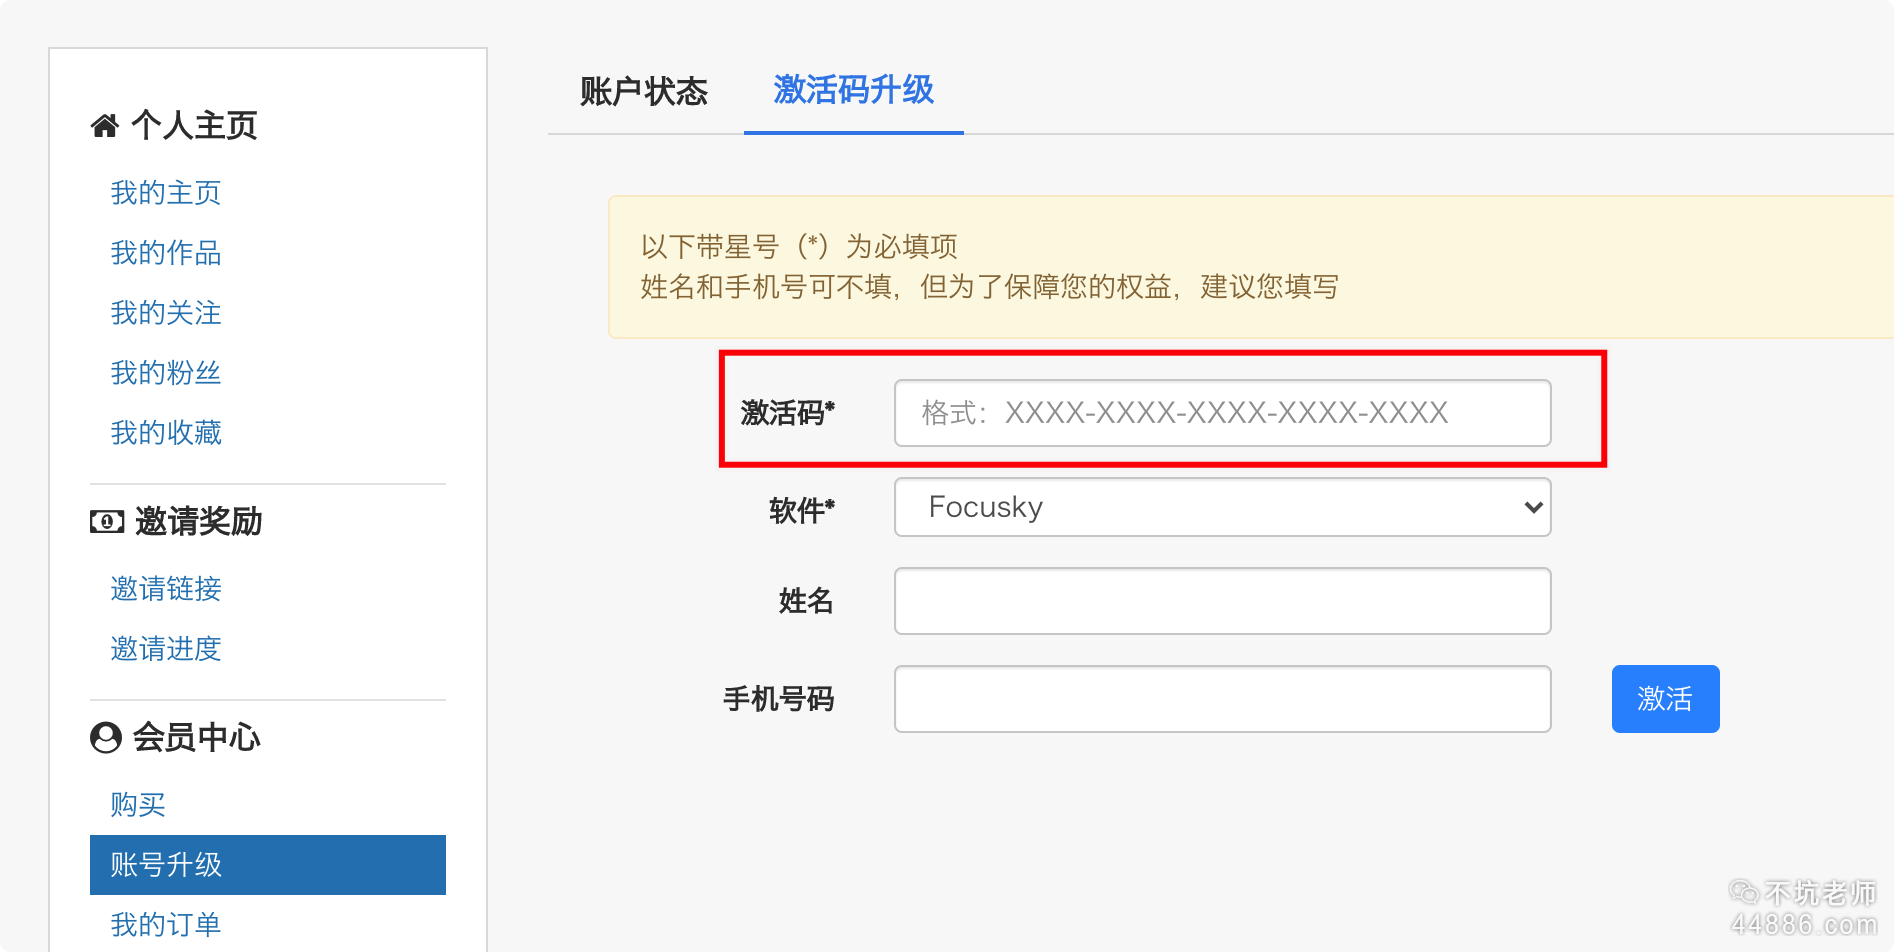 个人主页
我的主页
我的作品
我的关注
我的粉丝
我的收藏
邀请奖励
邀请链接
邀请进度
会员中心
购买
账号升级
我的订单
账户状态
激活码升级
以下带星号（*）为必填项
姓名和手机号可不填，但为了保障您的权益，建议您填写
激活码*
格式：XXXX-XXXX-XXXX-XXXX-XXXX
软件*
Focusky
姓名
手机号码
激活
不坑老师
44886.com